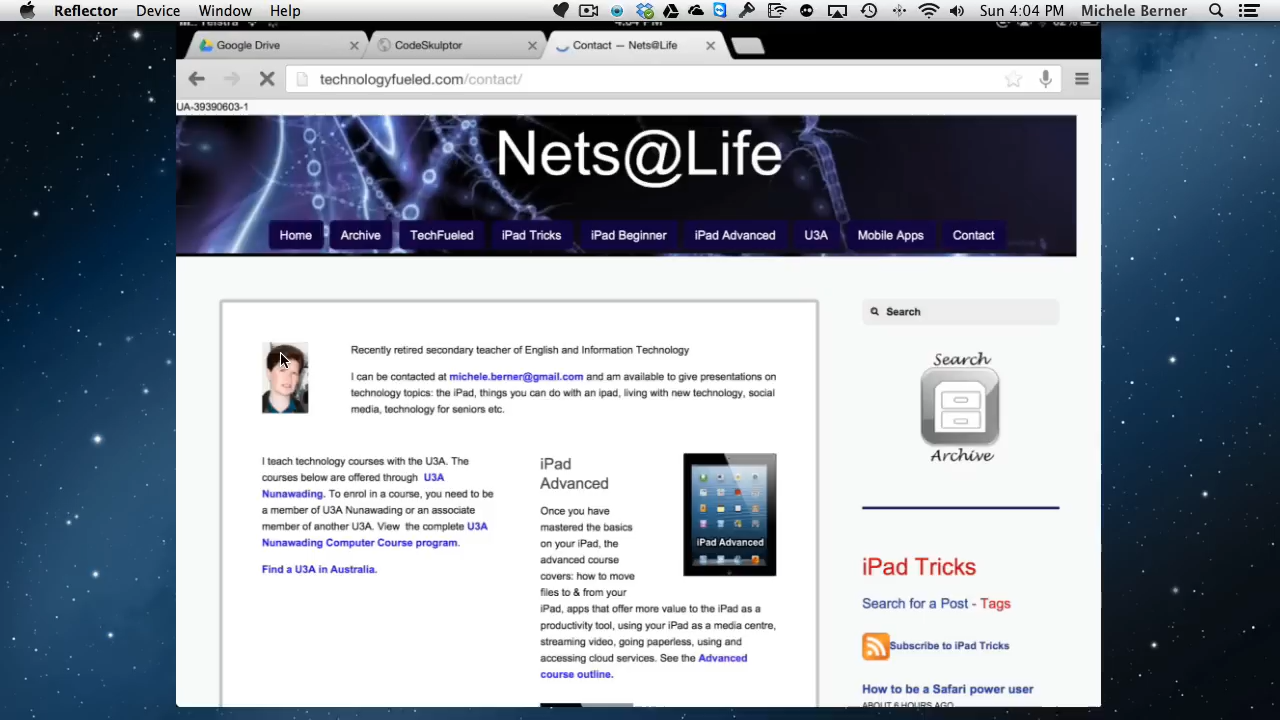 Reflector Device Window Help Sun 4:04 PM Michele Berner
Google Drive
CodeSkulptor
Contact — Nets@Life
technologyfueled.com/contact/
UA-39390603-1
Nets@Life
Home Archive TechFueled iPad Tricks iPad Beginner iPad Advanced U3A Mobile Apps Contact
Recently retired secondary teacher of English and Information Technology
I can be contacted at michele.berner@gmail.com and am available to give presentations on
technology topics: the iPad, things you can do with an ipad, living with new technology, social
media, technology for seniors etc.
I teach technology courses with the U3A. The
courses below are offered through U3A
Nunawading. To enrol in a course, you need to be
a member of U3A Nunawading or an associate
member of another U3A. View the complete U3A
Nunawading Computer Course program.
Find a U3A in Australia.
iPad
Advanced
Once you have
mastered the basics
on your iPad, the
advanced course
covers: how to move
files to & from your
iPad, apps that offer more value to the iPad as a
productivity tool, using your iPad as a media centre,
streaming video, going paperless, using and
accessing cloud services. See the Advanced
course outline.
iPad Advanced
Search
Search
Archive
iPad Tricks
Search for a Post - Tags
Subscribe to iPad Tricks
How to be a Safari power user
ABOUT 6 HOURS AGO